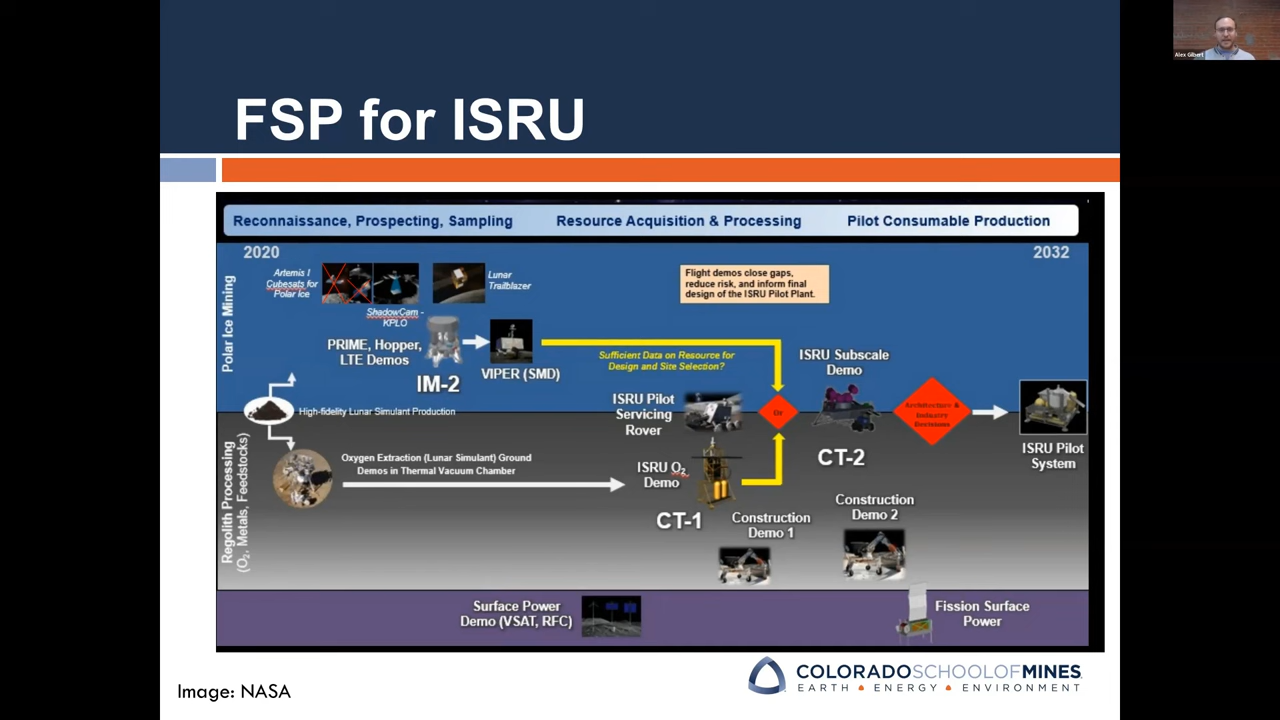 Alex Gilbert
FSP for ISRU
Reconnaissance, Prospecting, Sampling
Resource Acquisition & Processing
Pilot Consumable Production
2020
2032
Polar Ice Mining
Artemis I
Cubesats for
Polar Ice
Lunar
Trailblazer
ShadowCam -
KPLO
Flight demos close gaps,
reduce risk, and inform final
design of the ISRU Pilot Plant.
PRIME, Hopper,
LTE Demos
IM-2
VIPER (SMD)
Sufficient Data on Resource for
Design and Site Selection?
ISRU Subscale
Demo
High-fidelity Lunar Simulant Production
ISRU Pilot
Servicing
Rover
Or
Architecture &
Industry
Decisions
CT-2
ISRU Pilot
System
Regolith Processing
(O2, Metals, Feedstocks)
Oxygen Extraction (Lunar Simulant) Ground
Demos in Thermal Vacuum Chamber
ISRU O2
Demo
CT-1
Construction
Demo 1
Construction
Demo 2
Surface Power
Demo (VSAT, RFC)
Fission Surface
Power
Image: NASA
COLORADOSCHOOLOFMINES
EARTH • ENERGY • ENVIRONMENT